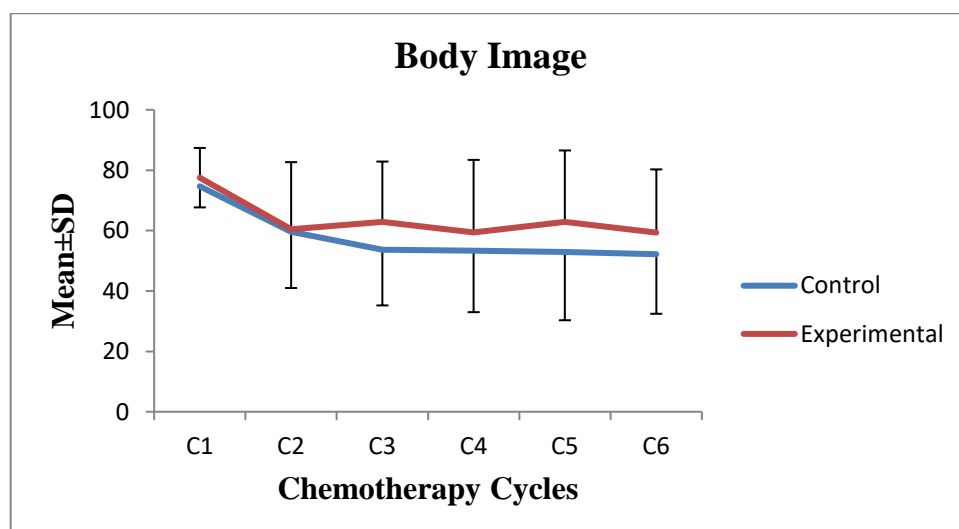 Body Image
Mean±SD
100
80
60
40
20
0
C1 C2 C3 C4 C5 C6
Chemotherapy Cycles
Control
Experimental